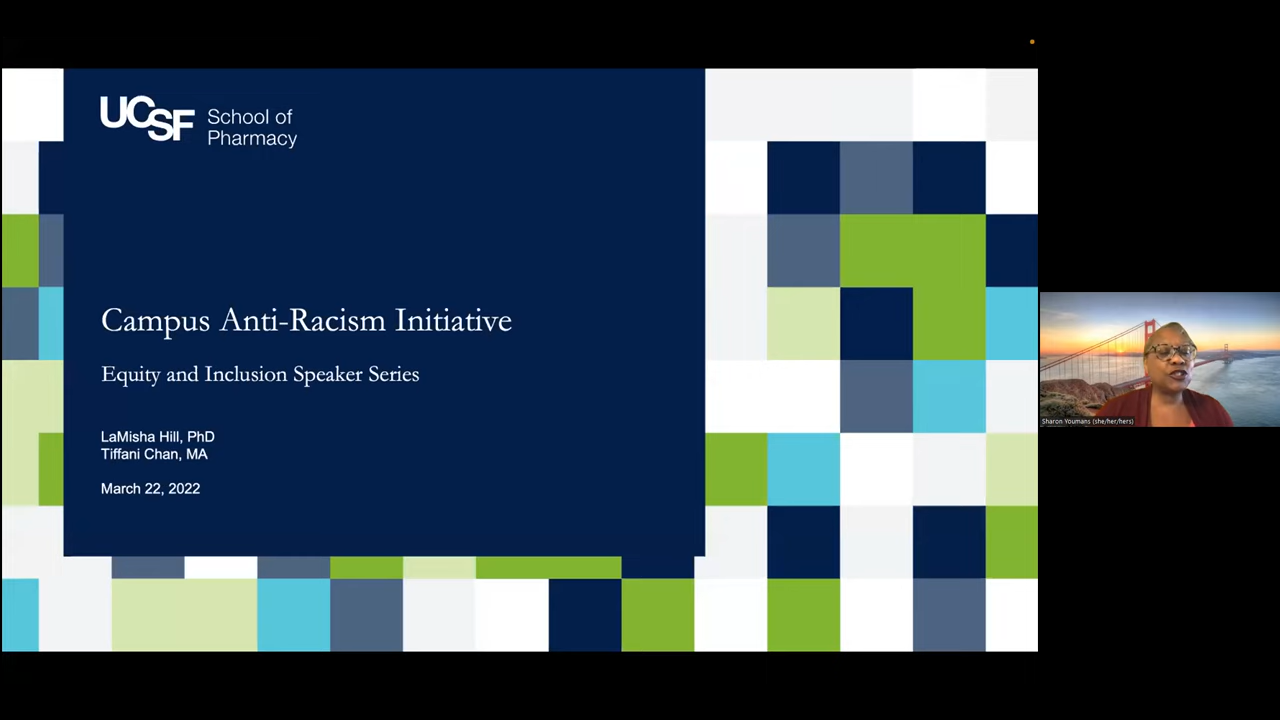 UCSF
School of
Pharmacy
Campus Anti-Racism Initiative
Equity and Inclusion Speaker Series
LaMisha Hill, PhD
Tiffani Chan, MA
March 22, 2022
Sharon Youmans (she/her/hers)